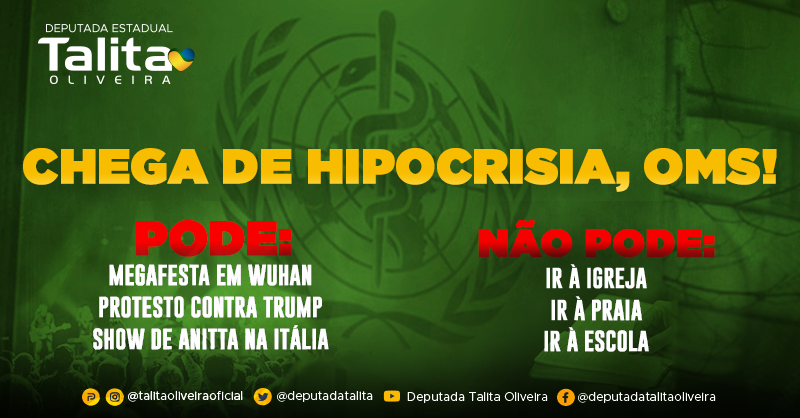 DEPUTADA ESTADUAL
Talita
OLIVEIRA
CHEGA DE HIPOCRISIA, OMS!
PODE:
MEGAFESTA EM WUHAN
PROTESTO CONTRA TRUMP
SHOW DE ANITTA NA ITÁLIA
NÃO PODE:
IR À IGREJA
IR À PRAIA
IR À ESCOLA
@talitaoliveiraoficial @deputadatalita Deputada Talita Oliveira @deputadatalitaoliveira